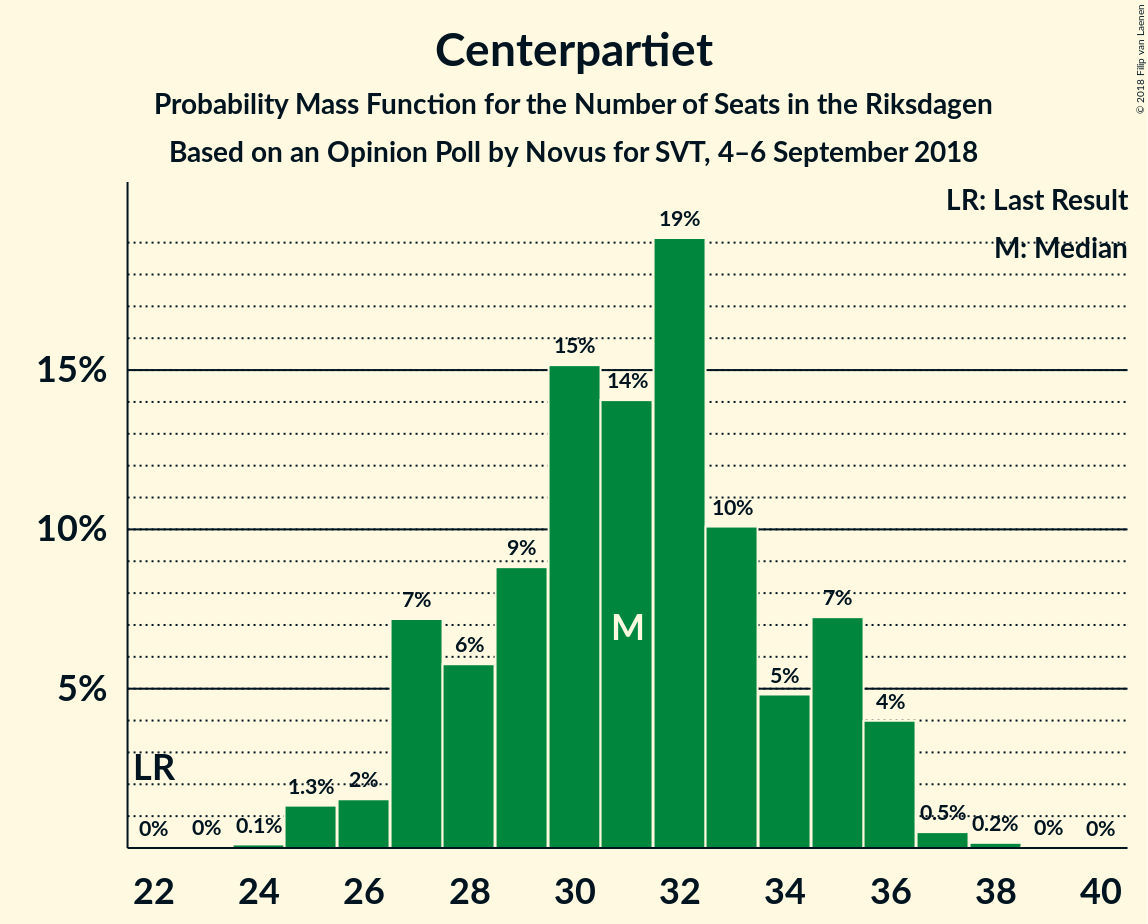 Centerpartiet
Probability Mass Function for the Number of Seats in the Riksdagen
Based on an Opinion Poll by Novus for SVT, 4–6 September 2018
© 2018 Filip van Laenen
LR: Last Result
M: Median
19%
15%
15%
14%
10%
10%
9%
7%
7%
6%
5%
5%
4%
M
LR
0%
0%
0.1%
1.3%
2%
0.5%
0.2%
0%
0%
22 24 26 28 30 32 34 36 38 40